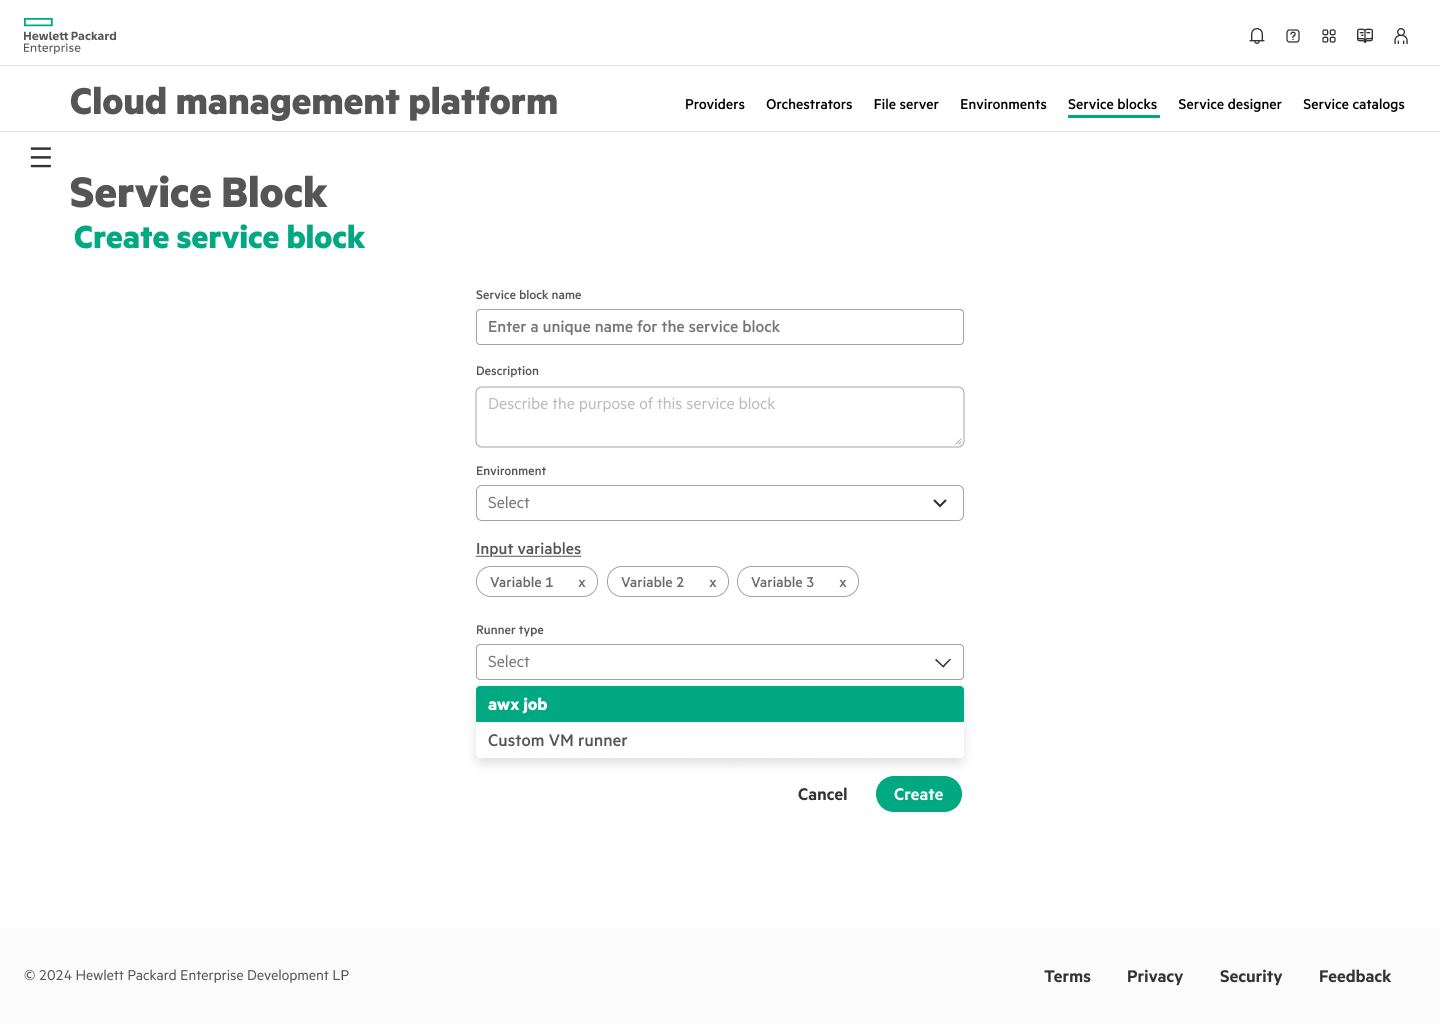 Hewlett Packard
Enterprise
Cloud management platform
Providers Orchestrators File server Environments Service blocks Service designer Service catalogs
Service Block
Create service block
Service block name
Enter a unique name for the service block
Description
Describe the purpose of this service block
Environment
Select
Input variables
Variable 1 x Variable 2 x Variable 3 x
Runner type
Select
awx job
Custom VM runner
Cancel Create
© 2024 Hewlett Packard Enterprise Development LP
Terms Privacy Security Feedback